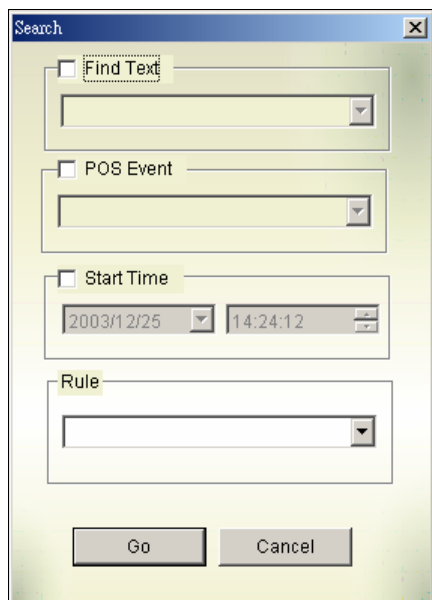 Search
Find Text
POS Event
Start Time
2003/12/25 14:24:12
Rule
Go Cancel